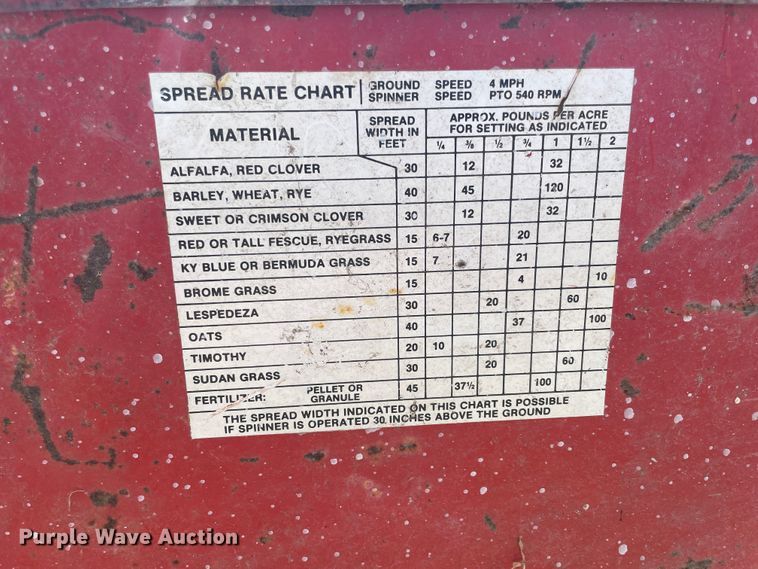 SPREAD RATE CHART GROUND SPEED 4 MPH
SPINNER SPEED PTO 540 RPM
MATERIAL SPREAD WIDTH IN FEET APPROX. POUNDS PER ACRE
FOR SETTING AS INDICATED
¼ ⅜ ½ ¾ 1 1½ 2
ALFALFA, RED CLOVER 30 12 32
BARLEY, WHEAT, RYE 40 45 120
SWEET OR CRIMSON CLOVER 30 12 32
RED OR TALL FESCUE, RYEGRASS 15 6-7 20
KY BLUE OR BERMUDA GRASS 15 7 21
BROME GRASS 15 4 10
LESPEDEZA 30 20 60
OATS 40 37 100
TIMOTHY 20 10 20
SUDAN GRASS 30 20 60
FERTILIZER: PELLET OR GRANULE 45 37½ 100
THE SPREAD WIDTH INDICATED ON THIS CHART IS POSSIBLE
IF SPINNER IS OPERATED 30 INCHES ABOVE THE GROUND
Purple Wave Auction